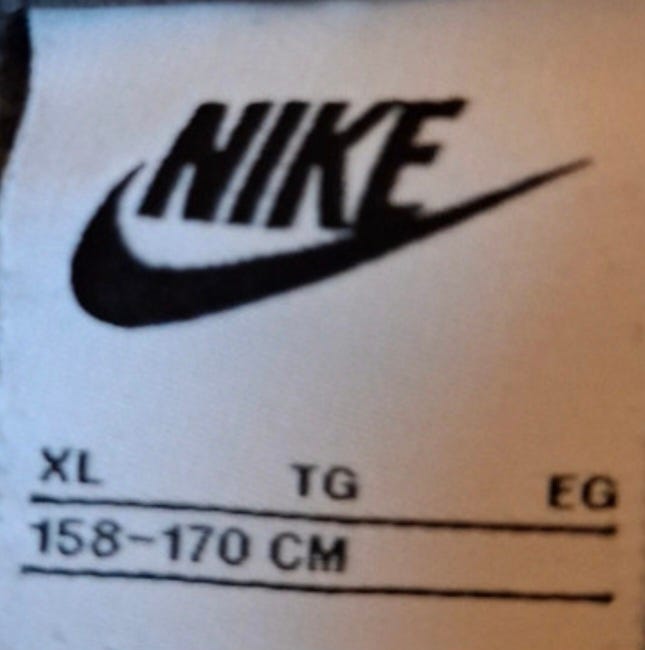 NIKE
XL TG EG
158-170 CM